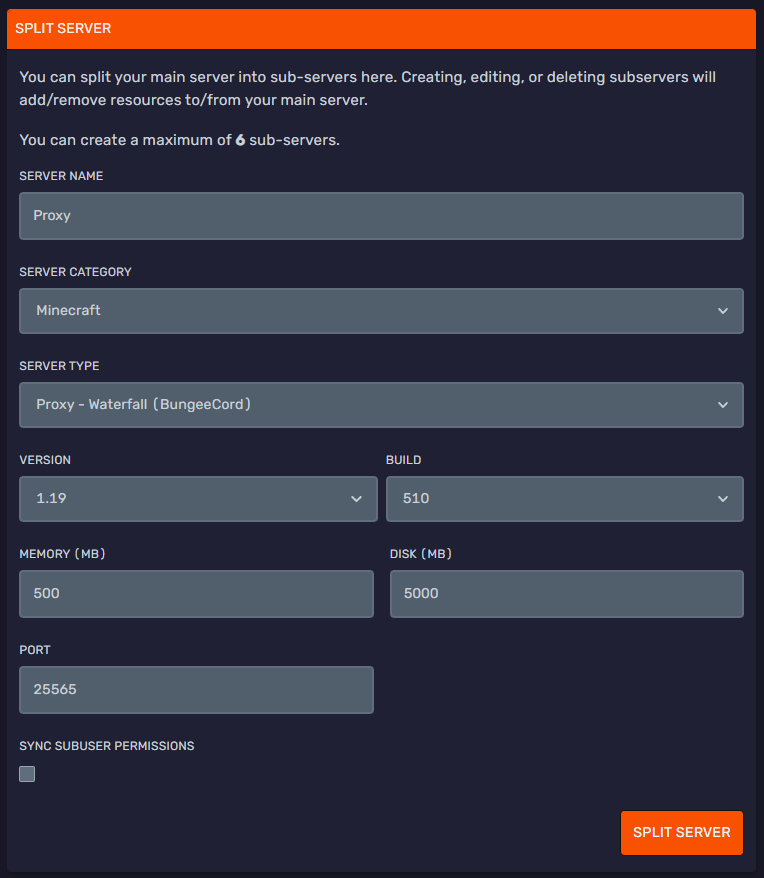 SPLIT SERVER
You can split your main server into sub-servers here. Creating, editing, or deleting subservers will
add/remove resources to/from your main server.
You can create a maximum of 6 sub-servers.
SERVER NAME
Proxy
SERVER CATEGORY
Minecraft
SERVER TYPE
Proxy - Waterfall (BungeeCord)
VERSION BUILD
1.19 510
MEMORY (MB) DISK (MB)
500 5000
PORT
25565
SYNC SUBUSER PERMISSIONS
SPLIT SERVER